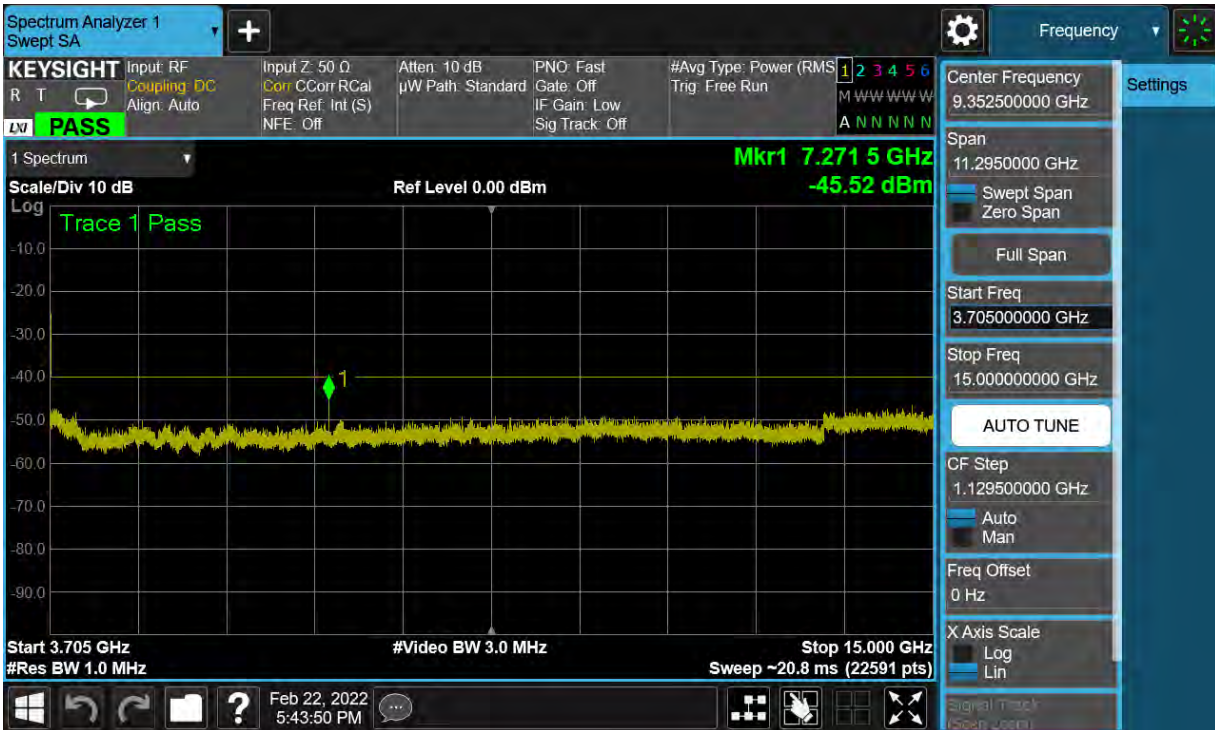 Spectrum Analyzer 1
Swept SA
+
Frequency
KEYSIGHT
R T
LXI PASS
Input: RF
Coupling: DC
Align: Auto
Input Z: 50 Ω
Corr CCorr RCal
Freq Ref: Int (S)
NFE: Off
Atten: 10 dB
µW Path: Standard
PNO: Fast
Gate: Off
IF Gain: Low
Sig Track: Off
#Avg Type: Power (RMS
Trig: Free Run
1 2 3 4 5 6
M W W W W W
A N N N N N
1 Spectrum
Scale/Div 10 dB
Ref Level 0.00 dBm
Mkr1 7.271 5 GHz
-45.52 dBm
Log
Trace 1 Pass
1
-10.0
-20.0
-30.0
-40.0
-50.0
-60.0
-70.0
-80.0
-90.0
Start 3.705 GHz
#Video BW 3.0 MHz
Stop 15.000 GHz
#Res BW 1.0 MHz
Sweep ~20.8 ms (22591 pts)
?
Feb 22, 2022
5:43:50 PM
Center Frequency
9.352500000 GHz
Span
11.2950000 GHz
Swept Span
Zero Span
Full Span
Start Freq
3.705000000 GHz
Stop Freq
15.000000000 GHz
AUTO TUNE
CF Step
1.129500000 GHz
Auto
Man
Freq Offset
0 Hz
X Axis Scale
Log
Lin
Signal Track
(Span Zoom)
Settings